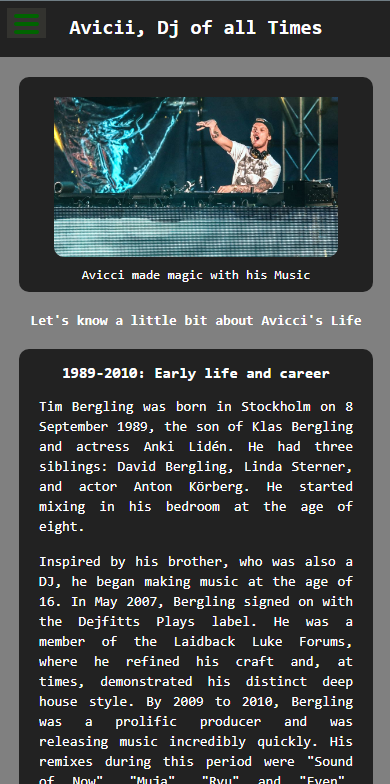 Avicii, Dj of all Times
Avicci made magic with his Music
Let's know a little bit about Avicci's Life
1989-2010: Early life and career
Tim Bergling was born in Stockholm on 8
September 1989, the son of Klas Bergling
and actress Anki Lidén. He had three
siblings: David Bergling, Linda Sterner,
and actor Anton Körberg. He started
mixing in his bedroom at the age of
eight.
Inspired by his brother, who was also a
DJ, he began making music at the age of
16. In May 2007, Bergling signed on with
the Dejfitts Plays label. He was a
member of the Laidback Luke Forums,
where he refined his craft and, at
times, demonstrated his distinct deep
house style. By 2009 to 2010, Bergling
was a prolific producer and was
releasing music incredibly quickly. His
remixes during this period were "Sound
of Now", "Muja", "Ryu" and "Even",